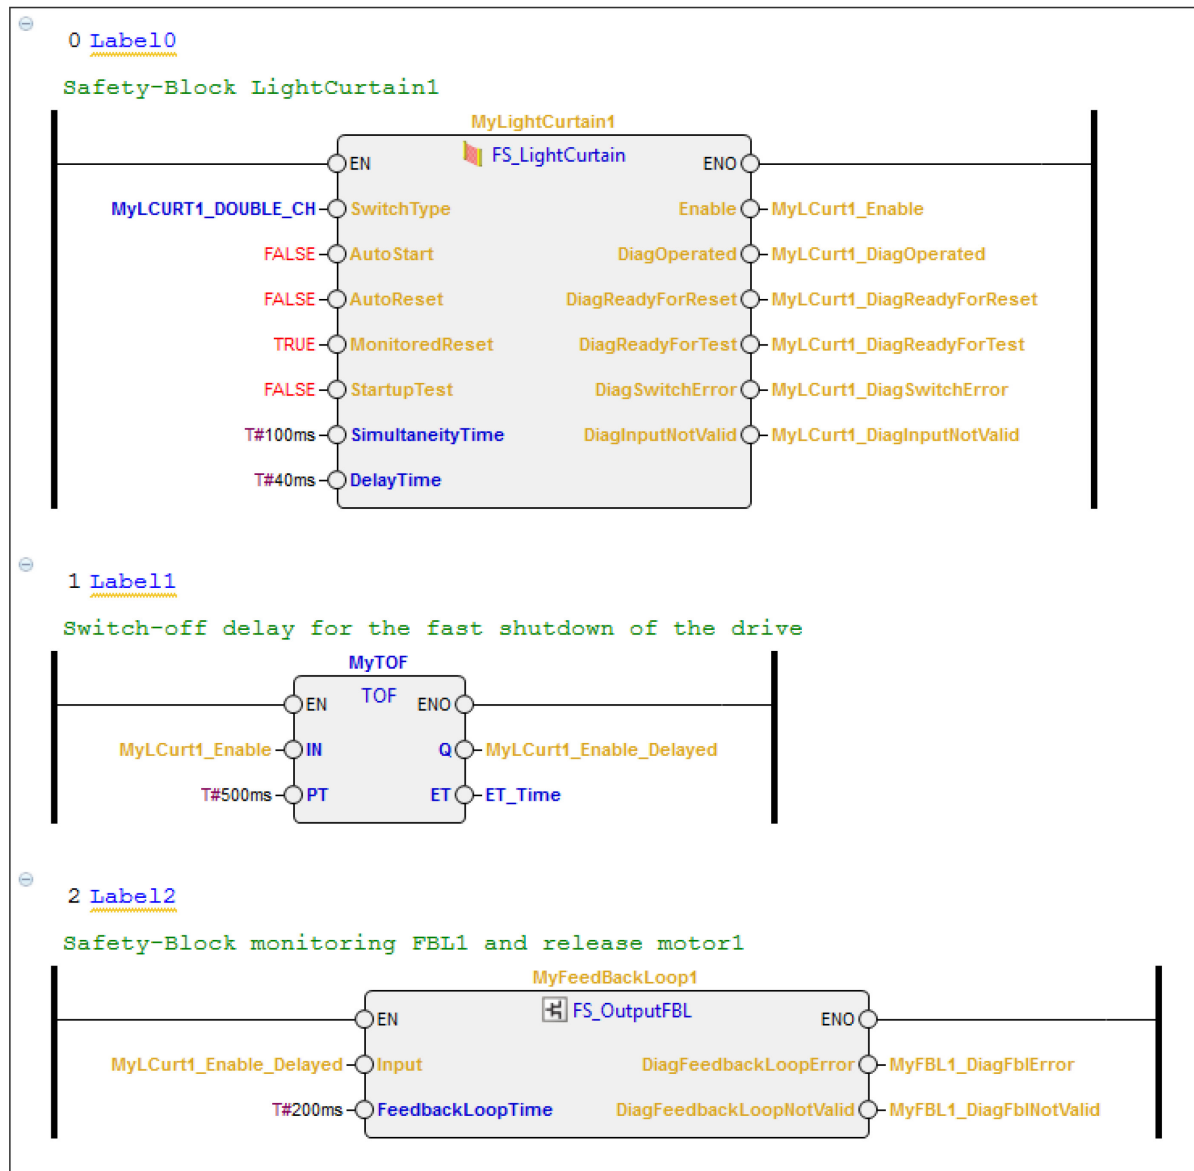 0 Label0
Safety-Block LightCurtain1
MyLightCurtain1
FS_LightCurtain
EN ENO
MyLCURT1_DOUBLE_CH SwitchType Enable MyLCurt1_Enable
FALSE AutoStart DiagOperated MyLCurt1_DiagOperated
FALSE AutoReset DiagReadyForReset MyLCurt1_DiagReadyForReset
TRUE MonitoredReset DiagReadyForTest MyLCurt1_DiagReadyForTest
FALSE StartupTest DiagSwitchError MyLCurt1_DiagSwitchError
T#100ms SimultaneityTime DiagInputNotValid MyLCurt1_DiagInputNotValid
T#40ms DelayTime
1 Label1
Switch-off delay for the fast shutdown of the drive
MyTOF
TOF
EN ENO
MyLCurt1_Enable IN Q MyLCurt1_Enable_Delayed
T#500ms PT ET ET_Time
2 Label2
Safety-Block monitoring FBL1 and release motor1
MyFeedBackLoop1
FS_OutputFBL
EN ENO
MyLCurt1_Enable_Delayed Input DiagFeedbackLoopError MyFBL1_DiagFblError
T#200ms FeedbackLoopTime DiagFeedbackLoopNotValid MyFBL1_DiagFblNotValid